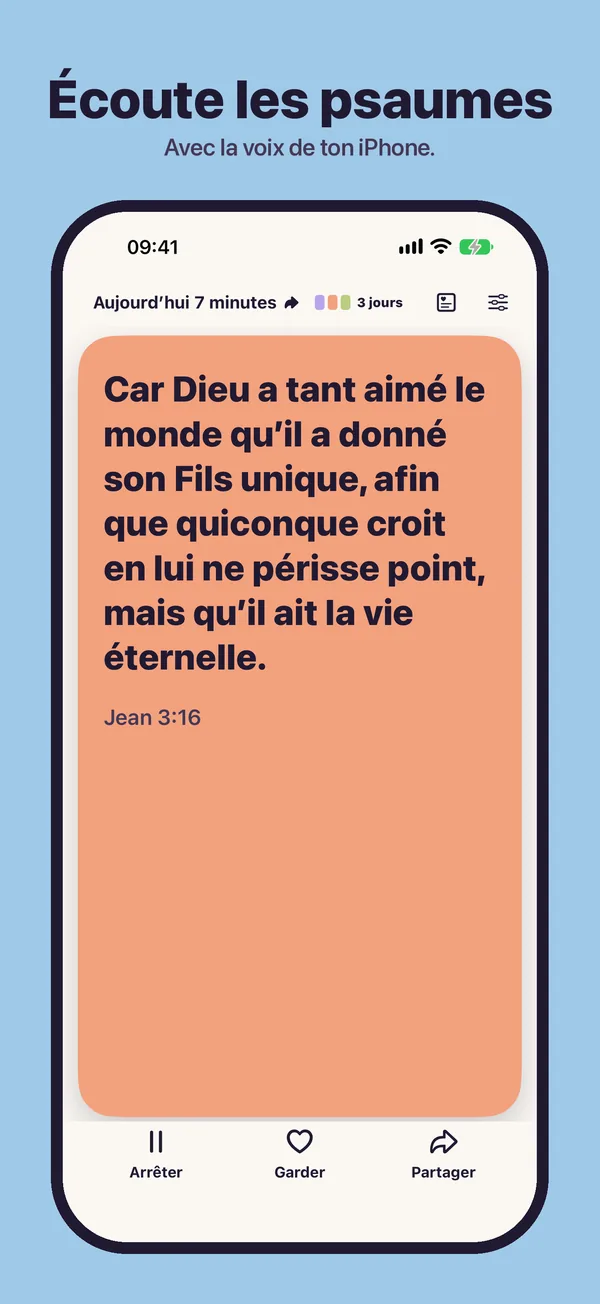 Écoute les psaumes
Avec la voix de ton iPhone.
09:41
Aujourd’hui 7 minutes
3 jours
Car Dieu a tant aimé le
monde qu’il a donné
son Fils unique, afin
que quiconque croit
en lui ne périsse point,
mais qu’il ait la vie
éternelle.
Jean 3:16
Arrêter
Garder
Partager